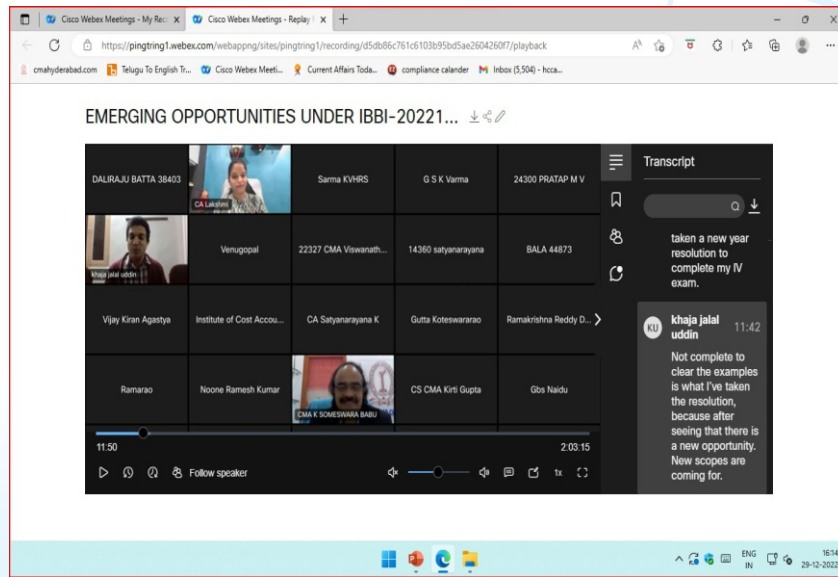 Cisco Webex Meetings - My Rec
Cisco Webex Meetings - Replay
https://pingtring1.webex.com/webappng/sites/pingtring1/recording/d5db86c761c6103b95bd5ae2604260f7/playback
cmahyderabad.com
Telugu To English Tr...
Cisco Webex Meeti...
Current Affairs Toda...
compliance calander
Inbox (5,504) - hcca...
EMERGING OPPORTUNITIES UNDER IBBI-20221...
DALIRAJU BATTA 38403
CA Lakshmi
Sarma KVHRS
G S K Varma
24300 PRATAP M V
khaja jalal uddin
Venugopal
22327 CMA Viswanath...
14360 satyanarayana
BALA 44873
Vijay Kiran Agastya
Institute of Cost Accou...
CA Satyanarayana K
Gutta Koteswararao
Ramakrishna Reddy D...
Ramarao
Noone Ramesh Kumar
CMA K SOMESWARA BABU
CS CMA Kirti Gupta
Gbs Naidu
11:50
2:03:15
Follow speaker
1x
Transcript
taken a new year
resolution to
complete my IV
exam.
KU
khaja jalal
uddin
11:42
Not complete to
clear the examples
is what I've taken
the resolution,
because after
seeing that there is
a new opportunity.
New scopes are
coming for.
ENG
IN
16:14